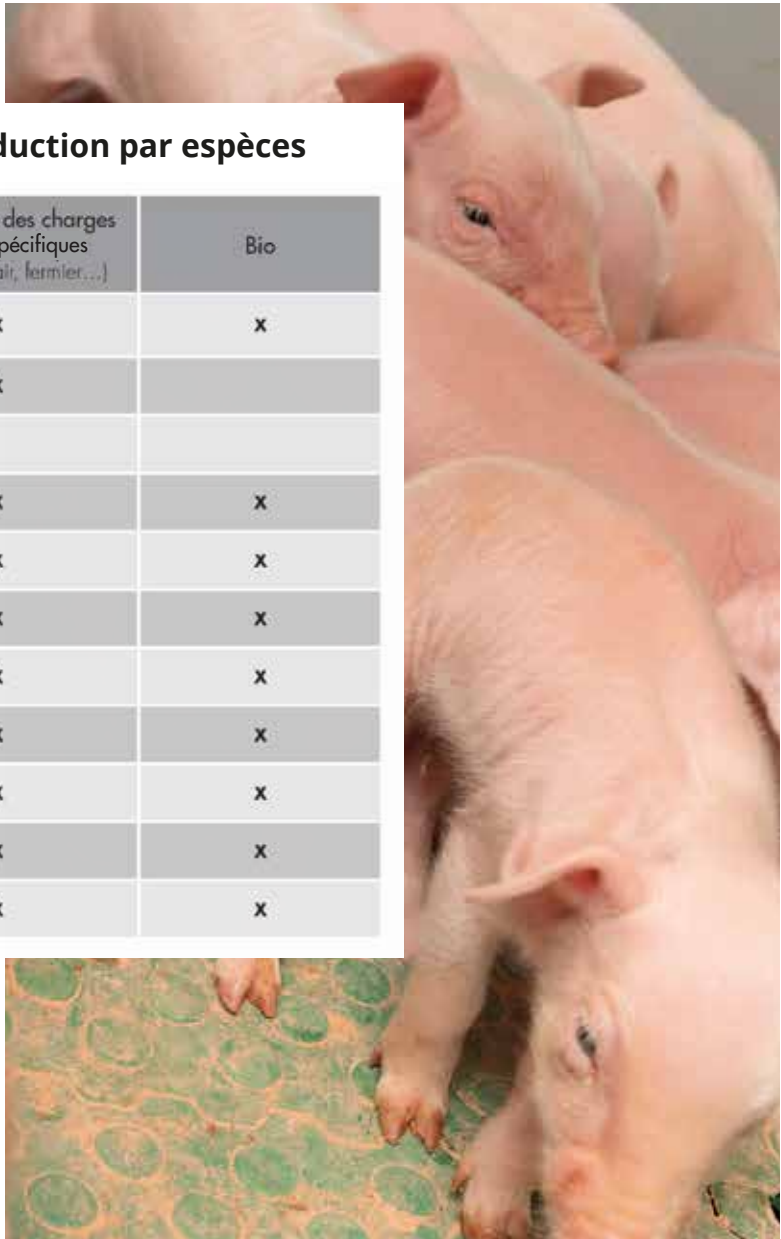 duction par espèces
des charges
pécifiques
air, fermier...)
Bio
x x
x
x x
x x
x x
x x
x x
x x
x x
x x